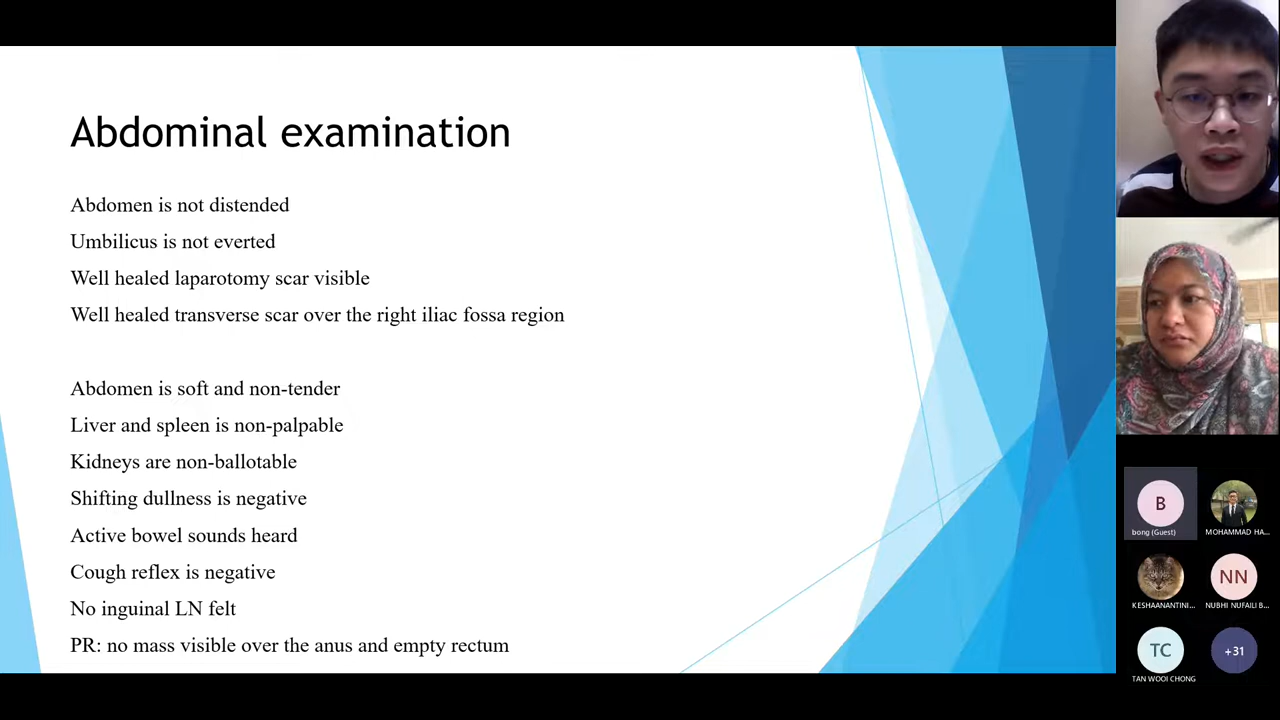 Abdominal examination
Abdomen is not distended
Umbilicus is not everted
Well healed laparotomy scar visible
Well healed transverse scar over the right iliac fossa region
Abdomen is soft and non-tender
Liver and spleen is non-palpable
Kidneys are non-ballotable
Shifting dullness is negative
Active bowel sounds heard
Cough reflex is negative
No inguinal LN felt
PR: no mass visible over the anus and empty rectum
B
bong (Guest)
MOHAMMAD HA...
KESHAANANTINI...
NN
NUBHI NUFAILI B...
TC
TAN WOOI CHONG
+31